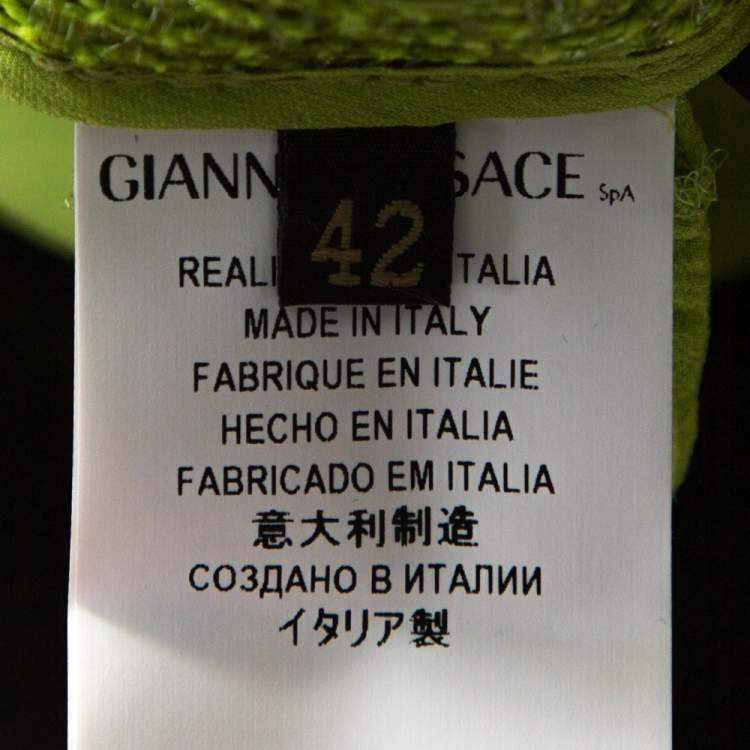 GIANN SACE SpA
42
REALI TALIA
MADE IN ITALY
FABRIQUE EN ITALIE
HECHO EN ITALIA
FABRICADO EM ITALIA
意大利制造
СОЗДАНО В ИТАЛИИ
イタリア製